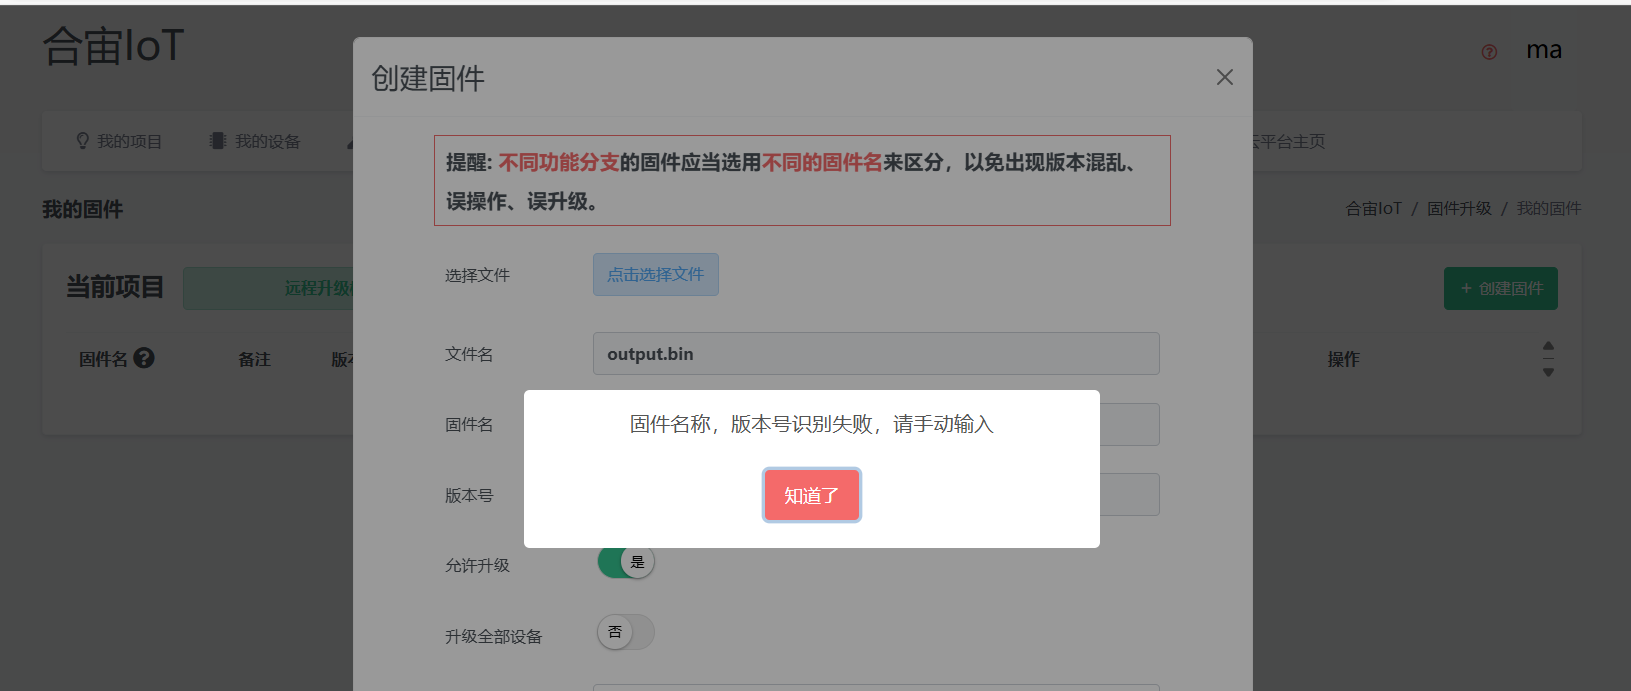 合宙IoT
ma
创建固件
我的项目
我的设备
云平台主页
提醒: 不同功能分支的固件应当选用不同的固件名来区分，以免出现版本混乱、
误操作、误升级。
我的固件
合宙IoT / 固件升级 / 我的固件
当前项目
远程升级
选择文件
点击选择文件
+ 创建固件
固件名
备注
版本
操作
文件名
output.bin
固件名
固件名称，版本号识别失败，请手动输入
版本号
知道了
允许升级
是
升级全部设备
否